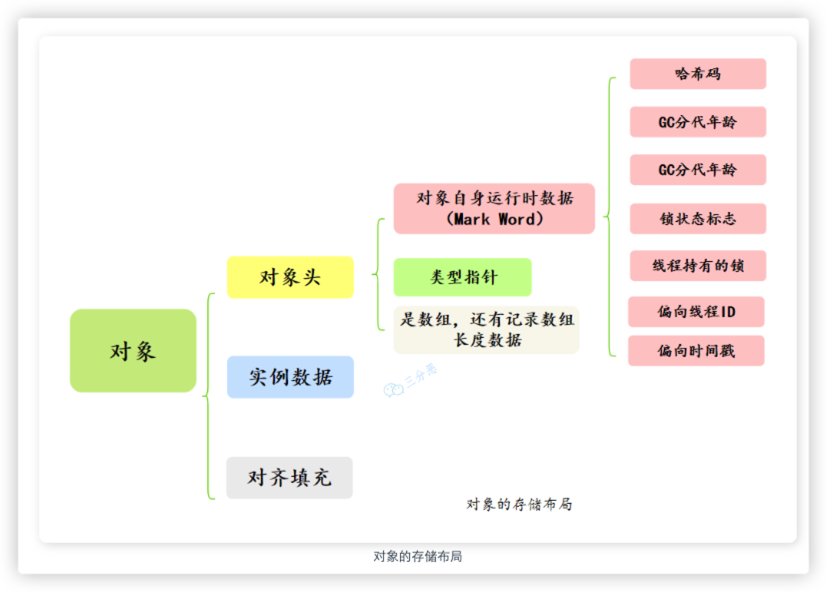 哈希码
GC分代年龄
GC分代年龄
对象自身运行时数据
(Mark Word)
锁状态标志
线程持有的锁
对象头
类型指针
偏向线程ID
是数组，还有记录数组
长度数据
偏向时间戳
对象
实例数据
三分恶
对齐填充
对象的存储布局
对象的存储布局